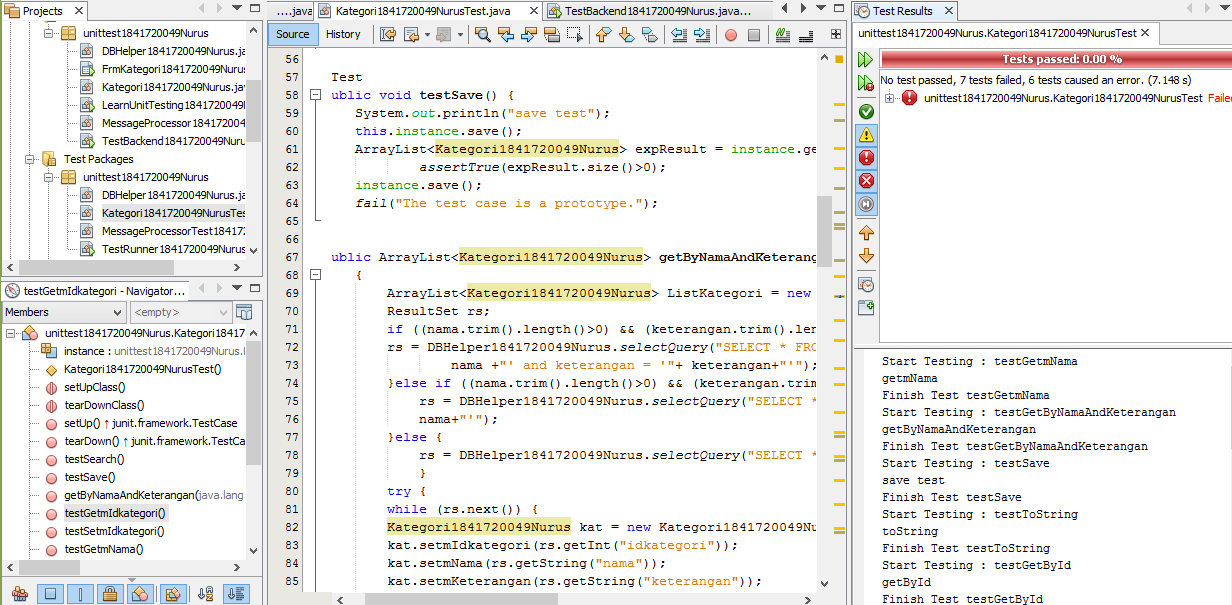 Projects
unittest1841720049Nurus
DBHelper1841720049Nurus.ja
FrmKategori1841720049Nurus
Kategori1841720049Nurus.ja
LearnUnitTesting1841720049
MessageProcessor1841720049
TestBackend1841720049Nuru
Test Packages
unittest1841720049Nurus
DBHelper1841720049Nurus.ja
Kategori1841720049NurusTes
MessageProcessorTest18417
TestRunner1841720049Nurus
testGetmIdkategori() - Navigator...
Members
<empty>
unittest1841720049Nurus.Kategori18417
instance : unittest1841720049Nurus.
Kategori1841720049NurusTest()
setUpClass()
tearDownClass()
setUp() ↑ junit.framework.TestCase
tearDown() ↑ junit.framework.TestCa
testSearch()
testSave()
getByNamaAndKeterangan(java.lang
testGetmIdkategori()
testSetmIdkategori()
testGetmNama()
....java
Kategori1841720049NurusTest.java
TestBackend1841720049Nurus.java...
Source
History
56
57 Test
58 ublic void testSave() {
59 System.out.println("save test");
60 this.instance.save();
61 ArrayList<Kategori1841720049Nurus> expResult = instance.ge
62 assertTrue(expResult.size()>0);
63 instance.save();
64 fail("The test case is a prototype.");
65
66
67 ublic ArrayList<Kategori1841720049Nurus> getByNamaAndKeterang
68 {
69 ArrayList<Kategori1841720049Nurus> ListKategori = new
70 ResultSet rs;
71 if ((nama.trim().length()>0) && (keterangan.trim().len
72 rs = DBHelper1841720049Nurus.selectQuery("SELECT * FRO
73 nama +"' and keterangan = '"+ keterangan+"'");
74 }else if ((nama.trim().length()>0) && (keterangan.trim
75 rs = DBHelper1841720049Nurus.selectQuery("SELECT *
76 nama+"'");
77 }else {
78 rs = DBHelper1841720049Nurus.selectQuery("SELECT *
79 }
80 try {
81 while (rs.next()) {
82 Kategori1841720049Nurus kat = new Kategori1841720049Nu
83 kat.setmIdkategori(rs.getInt("idkategori"));
84 kat.setmNama(rs.getString("nama"));
85 kat.setmKeterangan(rs.getString("keterangan"));
Test Results
unittest1841720049Nurus.Kategori1841720049NurusTest
Tests passed: 0.00 %
No test passed, 7 tests failed, 6 tests caused an error. (7.148 s)
unittest1841720049Nurus.Kategori1841720049NurusTest Failed
Start Testing : testGetmNama
getmNama
Finish Test testGetmNama
Start Testing : testGetByNamaAndKeterangan
getByNamaAndKeterangan
Finish Test testGetByNamaAndKeterangan
Start Testing : testSave
save test
Finish Test testSave
Start Testing : testToString
toString
Finish Test testToString
Start Testing : testGetById
getById
Finish Test testGetById